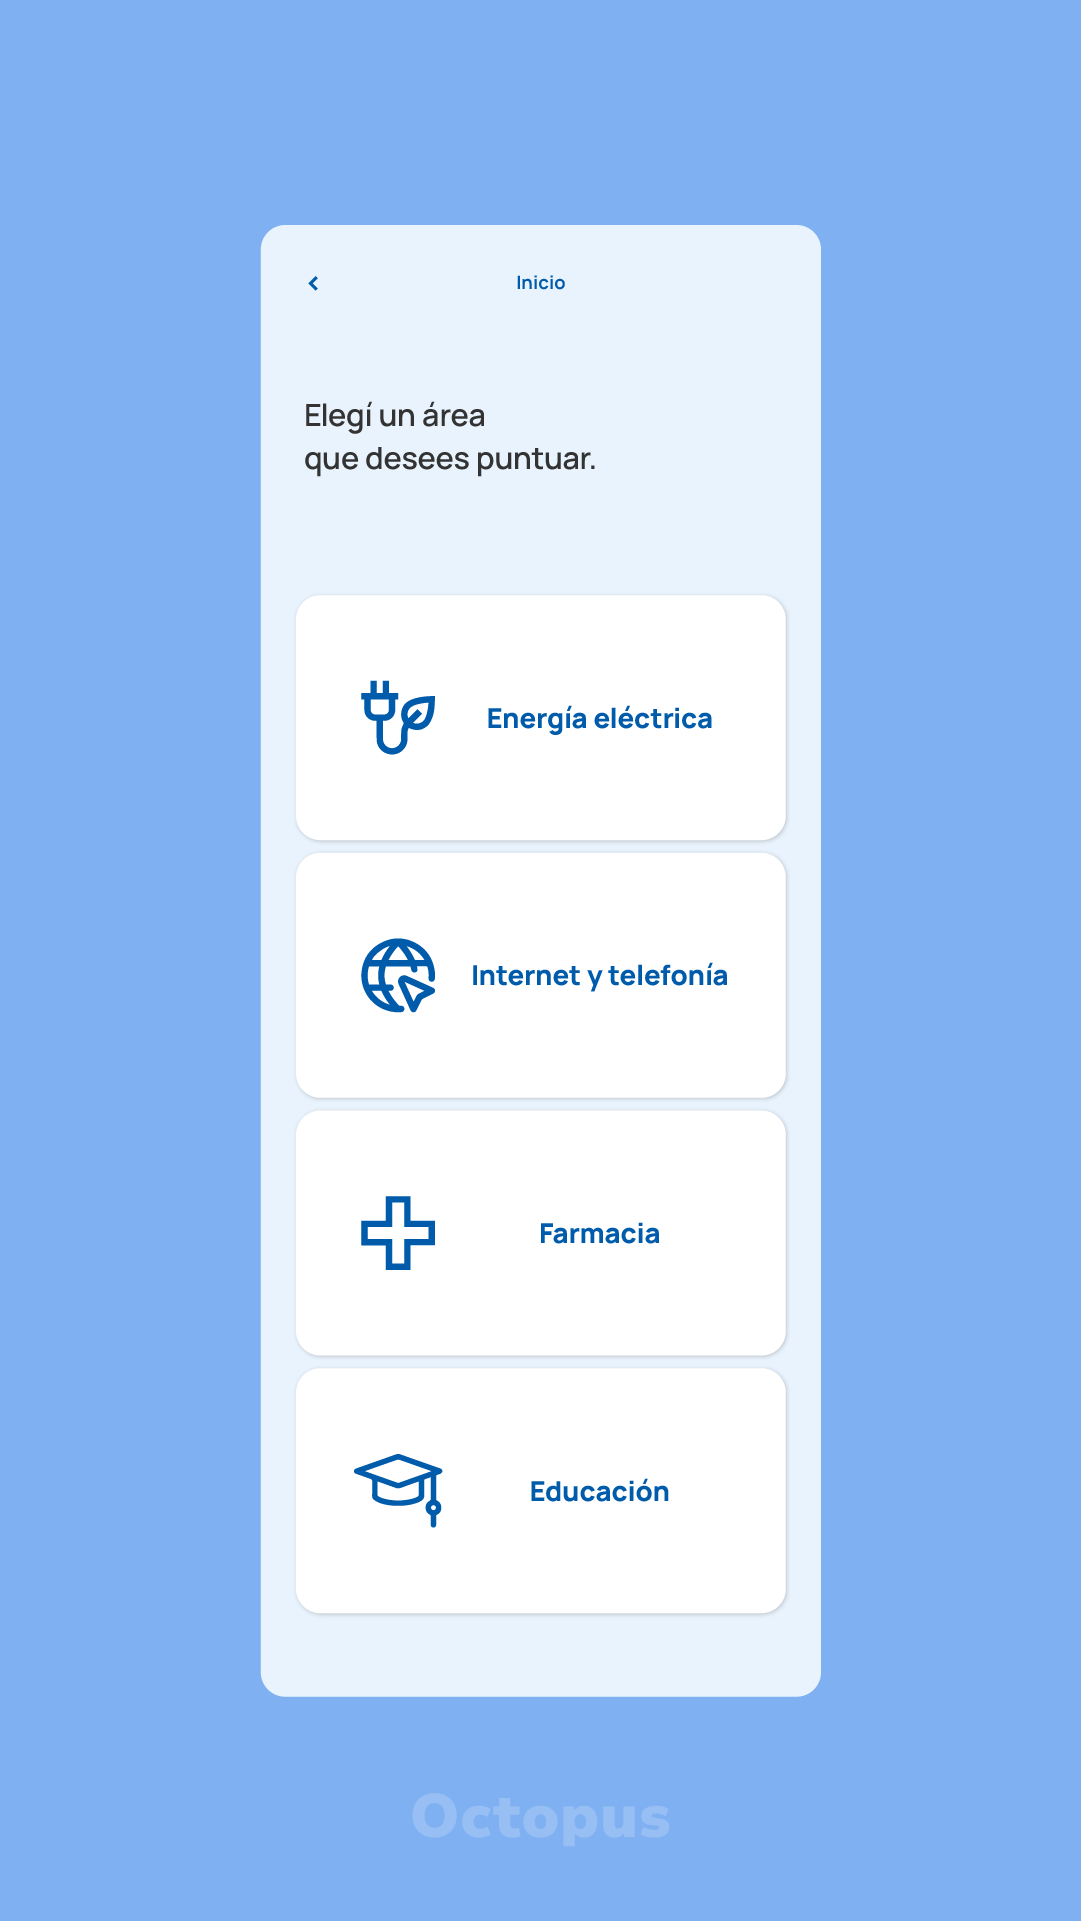 Inicio
Elegí un área
que desees puntuar.
Energía eléctrica
Internet y telefonía
Farmacia
Educación
Octopus